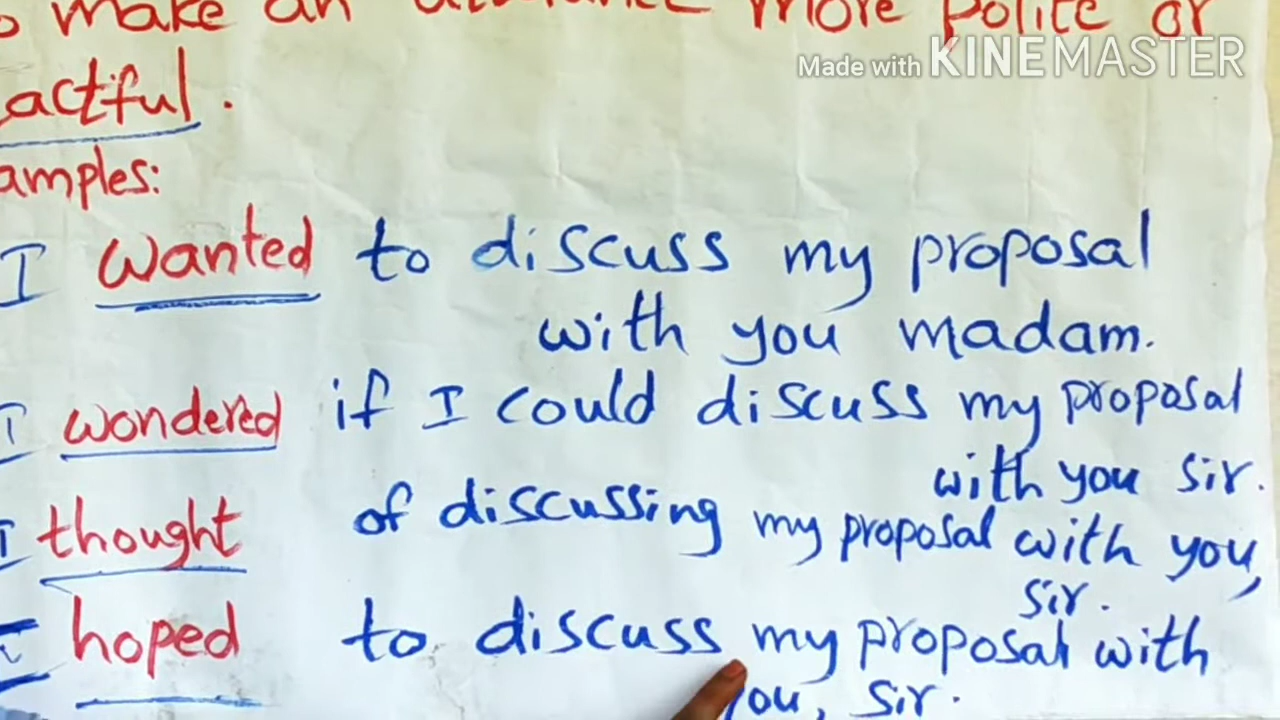 make an utterance more polite or
actful.
Made with KINEMASTER
amples:
I wanted to discuss my proposal
with you madam.
I wondered if I could discuss my proposal
with you sir.
I thought of discussing my proposal with you,
sir.
I hoped to discuss my proposal with
you, sir.